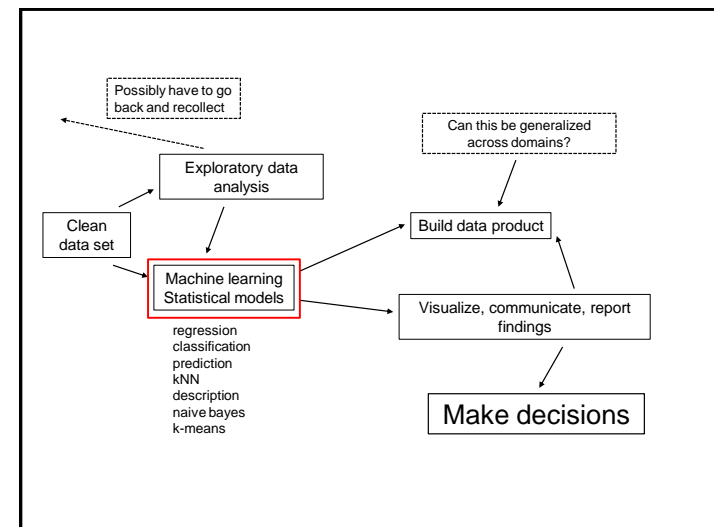 Possibly have to go
back and recollect
Can this be generalized
across domains?
Exploratory data
analysis
Clean
data set
Build data product
Machine learning
Statistical models
Visualize, communicate, report
findings
regression
classification
prediction
kNN
description
naive bayes
k-means
Make decisions